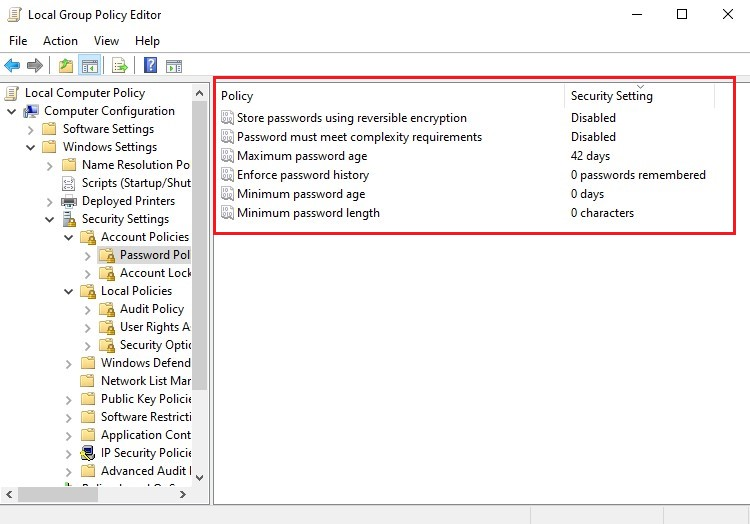 Local Group Policy Editor
File Action View Help
Local Computer Policy
Computer Configuration
Software Settings
Windows Settings
Name Resolution Po
Scripts (Startup/Shut
Deployed Printers
Security Settings
Account Policies
Password Pol
Account Lock
Local Policies
Audit Policy
User Rights A
Security Optic
Windows Defend
Network List Mar
Public Key Policie
Software Restricti
Application Cont
IP Security Policie
Advanced Audit
Policy Security Setting
Store passwords using reversible encryption Disabled
Password must meet complexity requirements Disabled
Maximum password age 42 days
Enforce password history 0 passwords remembered
Minimum password age 0 days
Minimum password length 0 characters